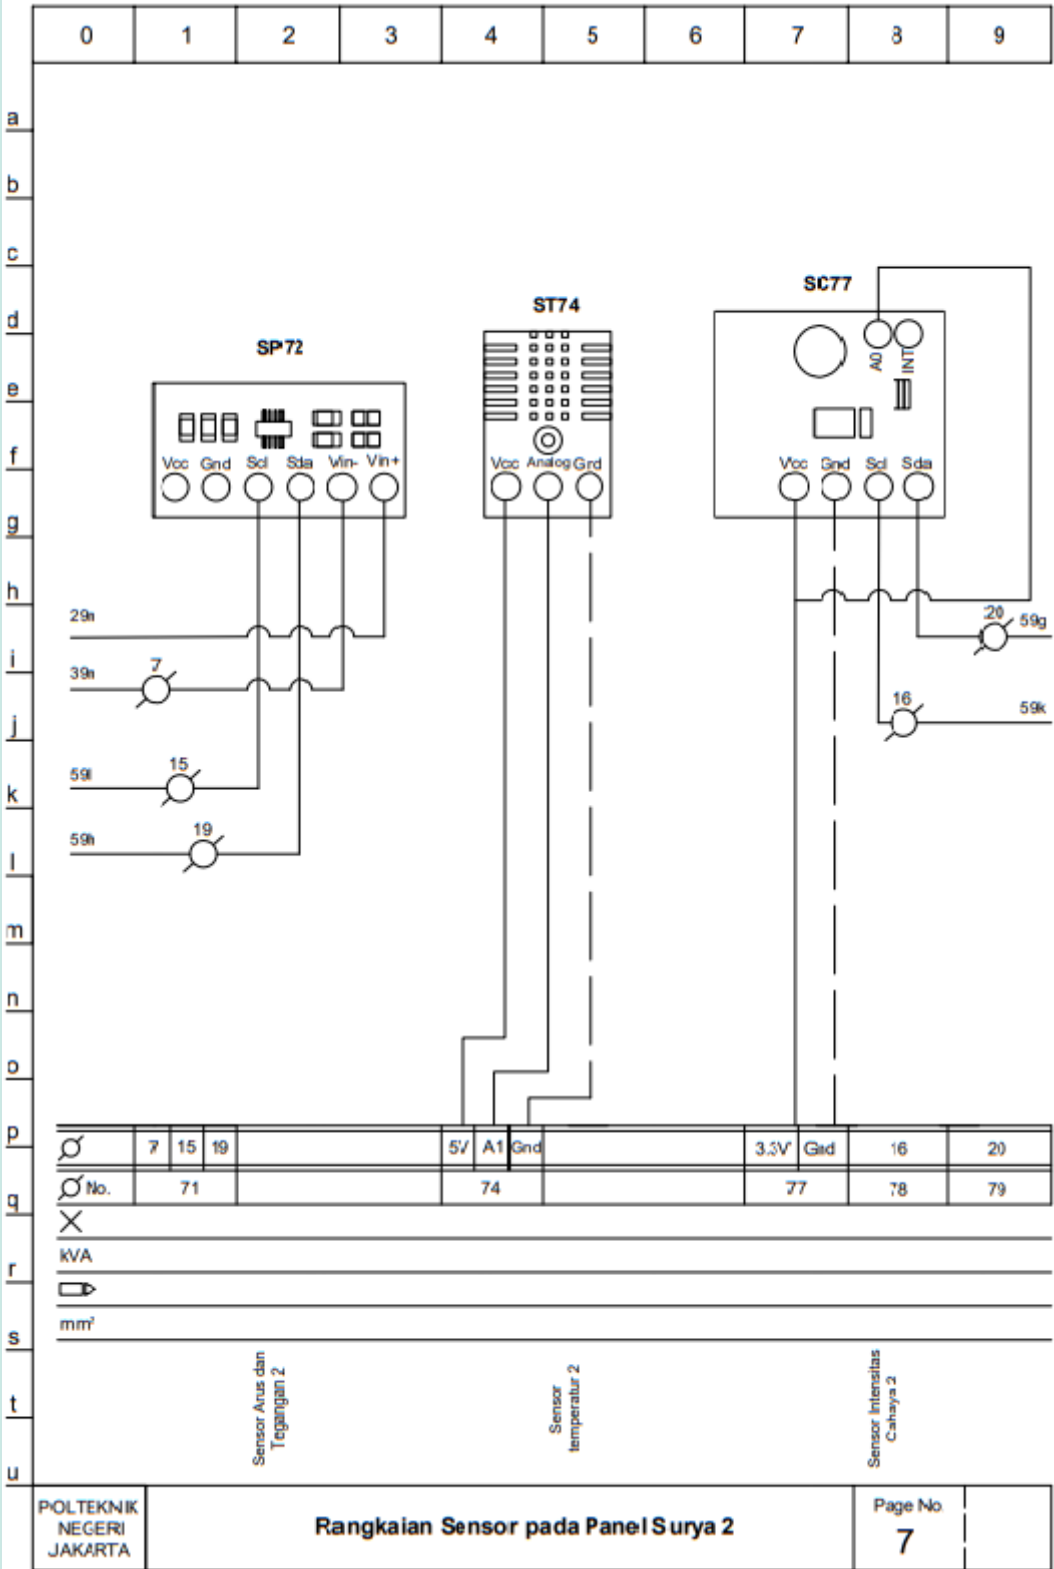 0 1 2 3 4 5 6 7 8 9
a
b
c
SC77
ST74
d
A0 INT
SP72
e
f
Vcc Gnd Scl Sda Vin- Vin+
Vcc Analog Grd
Vcc Gnd Scl Sda
g
h
29n
20 59g
i
39n 7
16 59k
j
59l 15
k
59h 19
l
m
n
o
p
7 15 19 5V A1 Gnd 3.3V Gnd 16 20
q
No. 71 74 77 78 79
kVA
r
mm²
s
Sensor Arus dan
Tegangan 2
Sensor
temperatur 2
Sensor Intensitas
Cahaya 2
t
u
POLTEKNIK
NEGERI
JAKARTA
Rangkaian Sensor pada Panel Surya 2
Page No
7